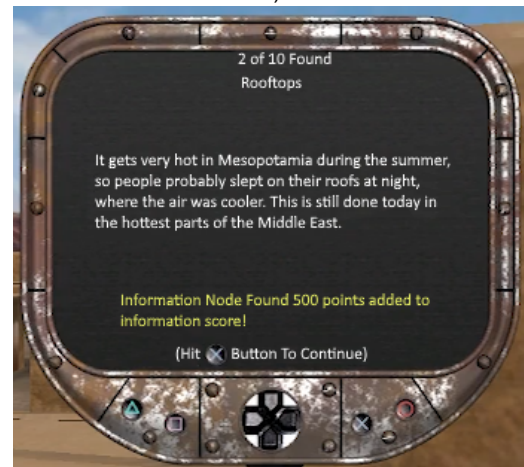 2 of 10 Found
Rooftops
It gets very hot in Mesopotamia during the summer,
so people probably slept on their roofs at night,
where the air was cooler. This is still done today in
the hottest parts of the Middle East.
Information Node Found 500 points added to
information score!
(Hit X Button To Continue)